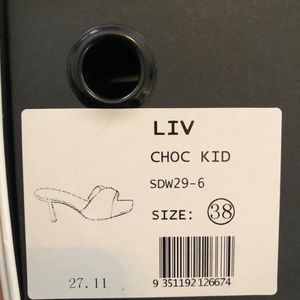 LIV
CHOC KID
SDW29-6
SIZE: 38
27.11
9 351192 126674